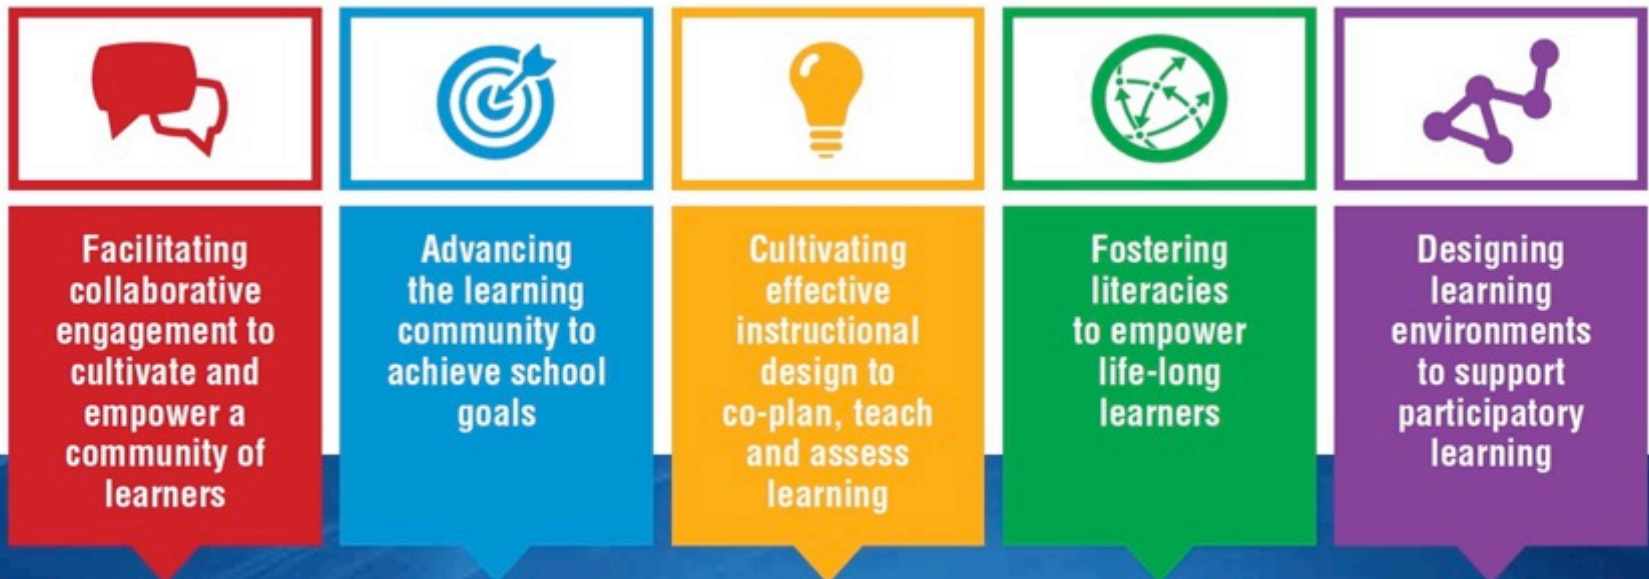 Facilitating
collaborative
engagement to
cultivate and
empower a
community of
learners
Advancing
the learning
community to
achieve school
goals
Cultivating
effective
instructional
design to
co-plan, teach
and assess
learning
Fostering
literacies
to empower
life-long
learners
Designing
learning
environments
to support
participatory
learning